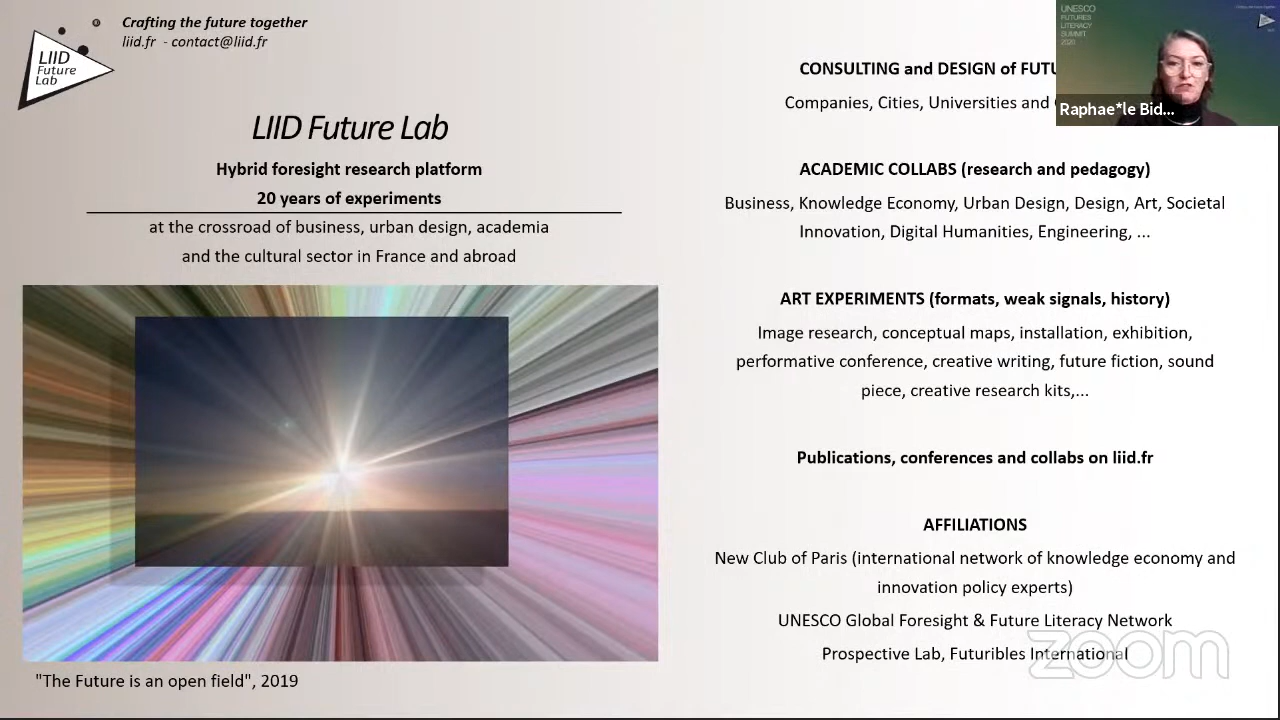 Crafting the future together
liid.fr - contact@liid.fr
LIID
Future
Lab
LIID Future Lab
Hybrid foresight research platform
20 years of experiments
at the crossroad of business, urban design, academia
and the cultural sector in France and abroad
"The Future is an open field", 2019
CONSULTING and DESIGN of
Companies, Cities, Universities and
ACADEMIC COLLABS (research and pedagogy)
Business, Knowledge Economy, Urban Design, Design, Art, Societal
Innovation, Digital Humanities, Engineering, ...
ART EXPERIMENTS (formats, weak signals, history)
Image research, conceptual maps, installation, exhibition,
performative conference, creative writing, future fiction, sound
piece, creative research kits,...
Publications, conferences and collabs on liid.fr
AFFILIATIONS
New Club of Paris (international network of knowledge economy and
innovation policy experts)
UNESCO Global Foresight & Future Literacy Network
Prospective Lab, Futuribles International
zoom
UNESCO
FUTURES
LITERACY
SUMMIT
2020
Raphae*le Bid...